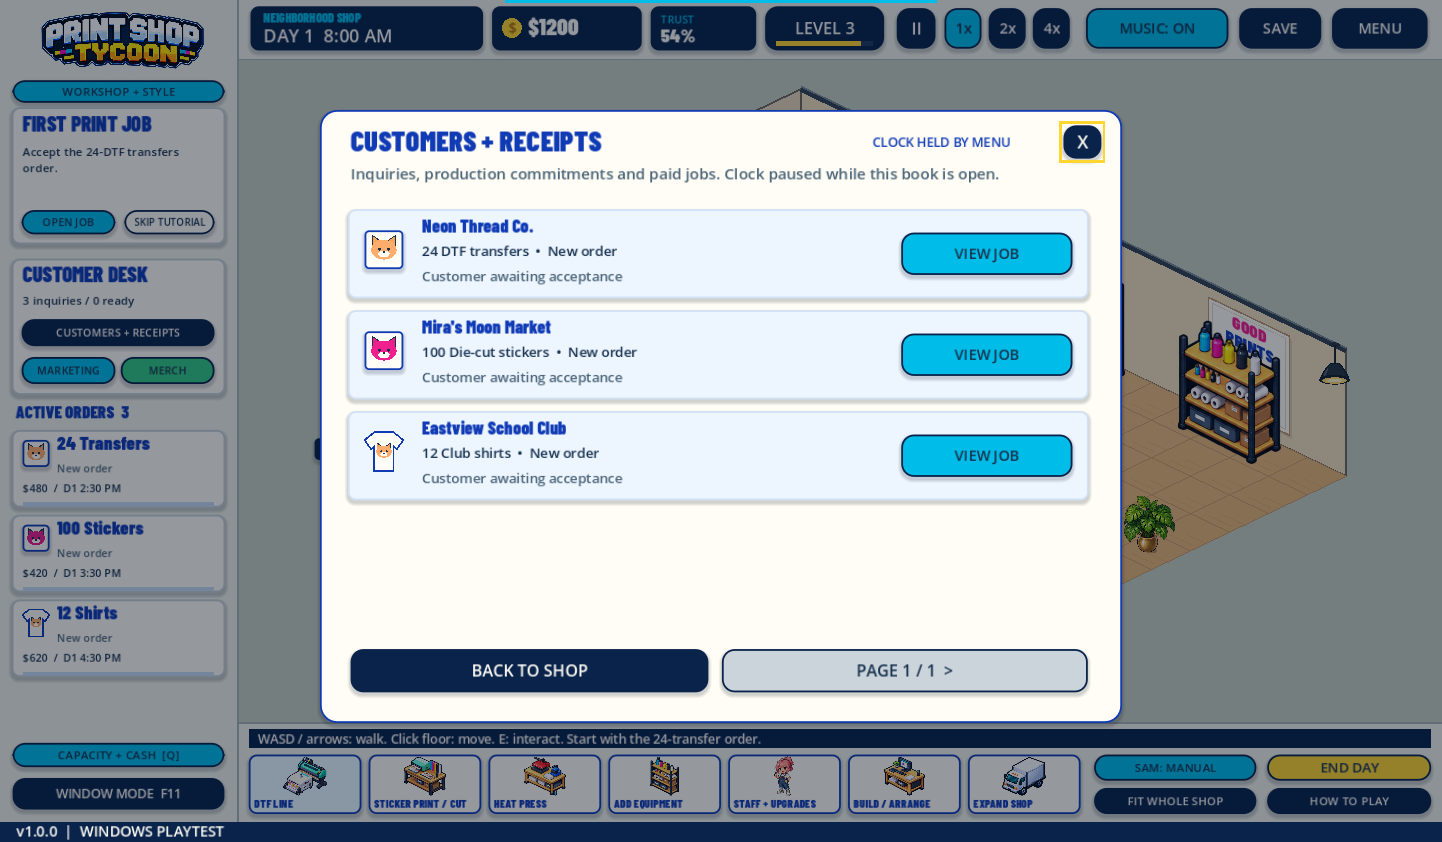 PRINT SHOP
TYCOON
NEIGHBORHOOD SHOP
DAY 1 8:00 AM
$ $1200
TRUST
54%
LEVEL 3
II
1x
2x
4x
MUSIC: ON
SAVE
MENU
WORKSHOP + STYLE
FIRST PRINT JOB
Accept the 24-DTF transfers
order.
OPEN JOB
SKIP TUTORIAL
CUSTOMER DESK
3 inquiries / 0 ready
CUSTOMERS + RECEIPTS
MARKETING
MERCH
ACTIVE ORDERS 3
24 Transfers
New order
$480 / D1 2:30 PM
100 Stickers
New order
$420 / D1 3:30 PM
12 Shirts
New order
$620 / D1 4:30 PM
CAPACITY + CASH [Q]
WINDOW MODE F11
CUSTOMERS + RECEIPTS
CLOCK HELD BY MENU
X
Inquiries, production commitments and paid jobs. Clock paused while this book is open.
Neon Thread Co.
24 DTF transfers • New order
Customer awaiting acceptance
VIEW JOB
Mira's Moon Market
100 Die-cut stickers • New order
Customer awaiting acceptance
VIEW JOB
Eastview School Club
12 Club shirts • New order
Customer awaiting acceptance
VIEW JOB
BACK TO SHOP
PAGE 1 / 1 >
GOOD
PRINTS
WASD / arrows: walk. Click floor: move. E: interact. Start with the 24-transfer order.
DTF LINE
STICKER PRINT / CUT
HEAT PRESS
ADD EQUIPMENT
STAFF + UPGRADES
BUILD / ARRANGE
EXPAND SHOP
SAM: MANUAL
END DAY
FIT WHOLE SHOP
HOW TO PLAY
v1.0.0 | WINDOWS PLAYTEST